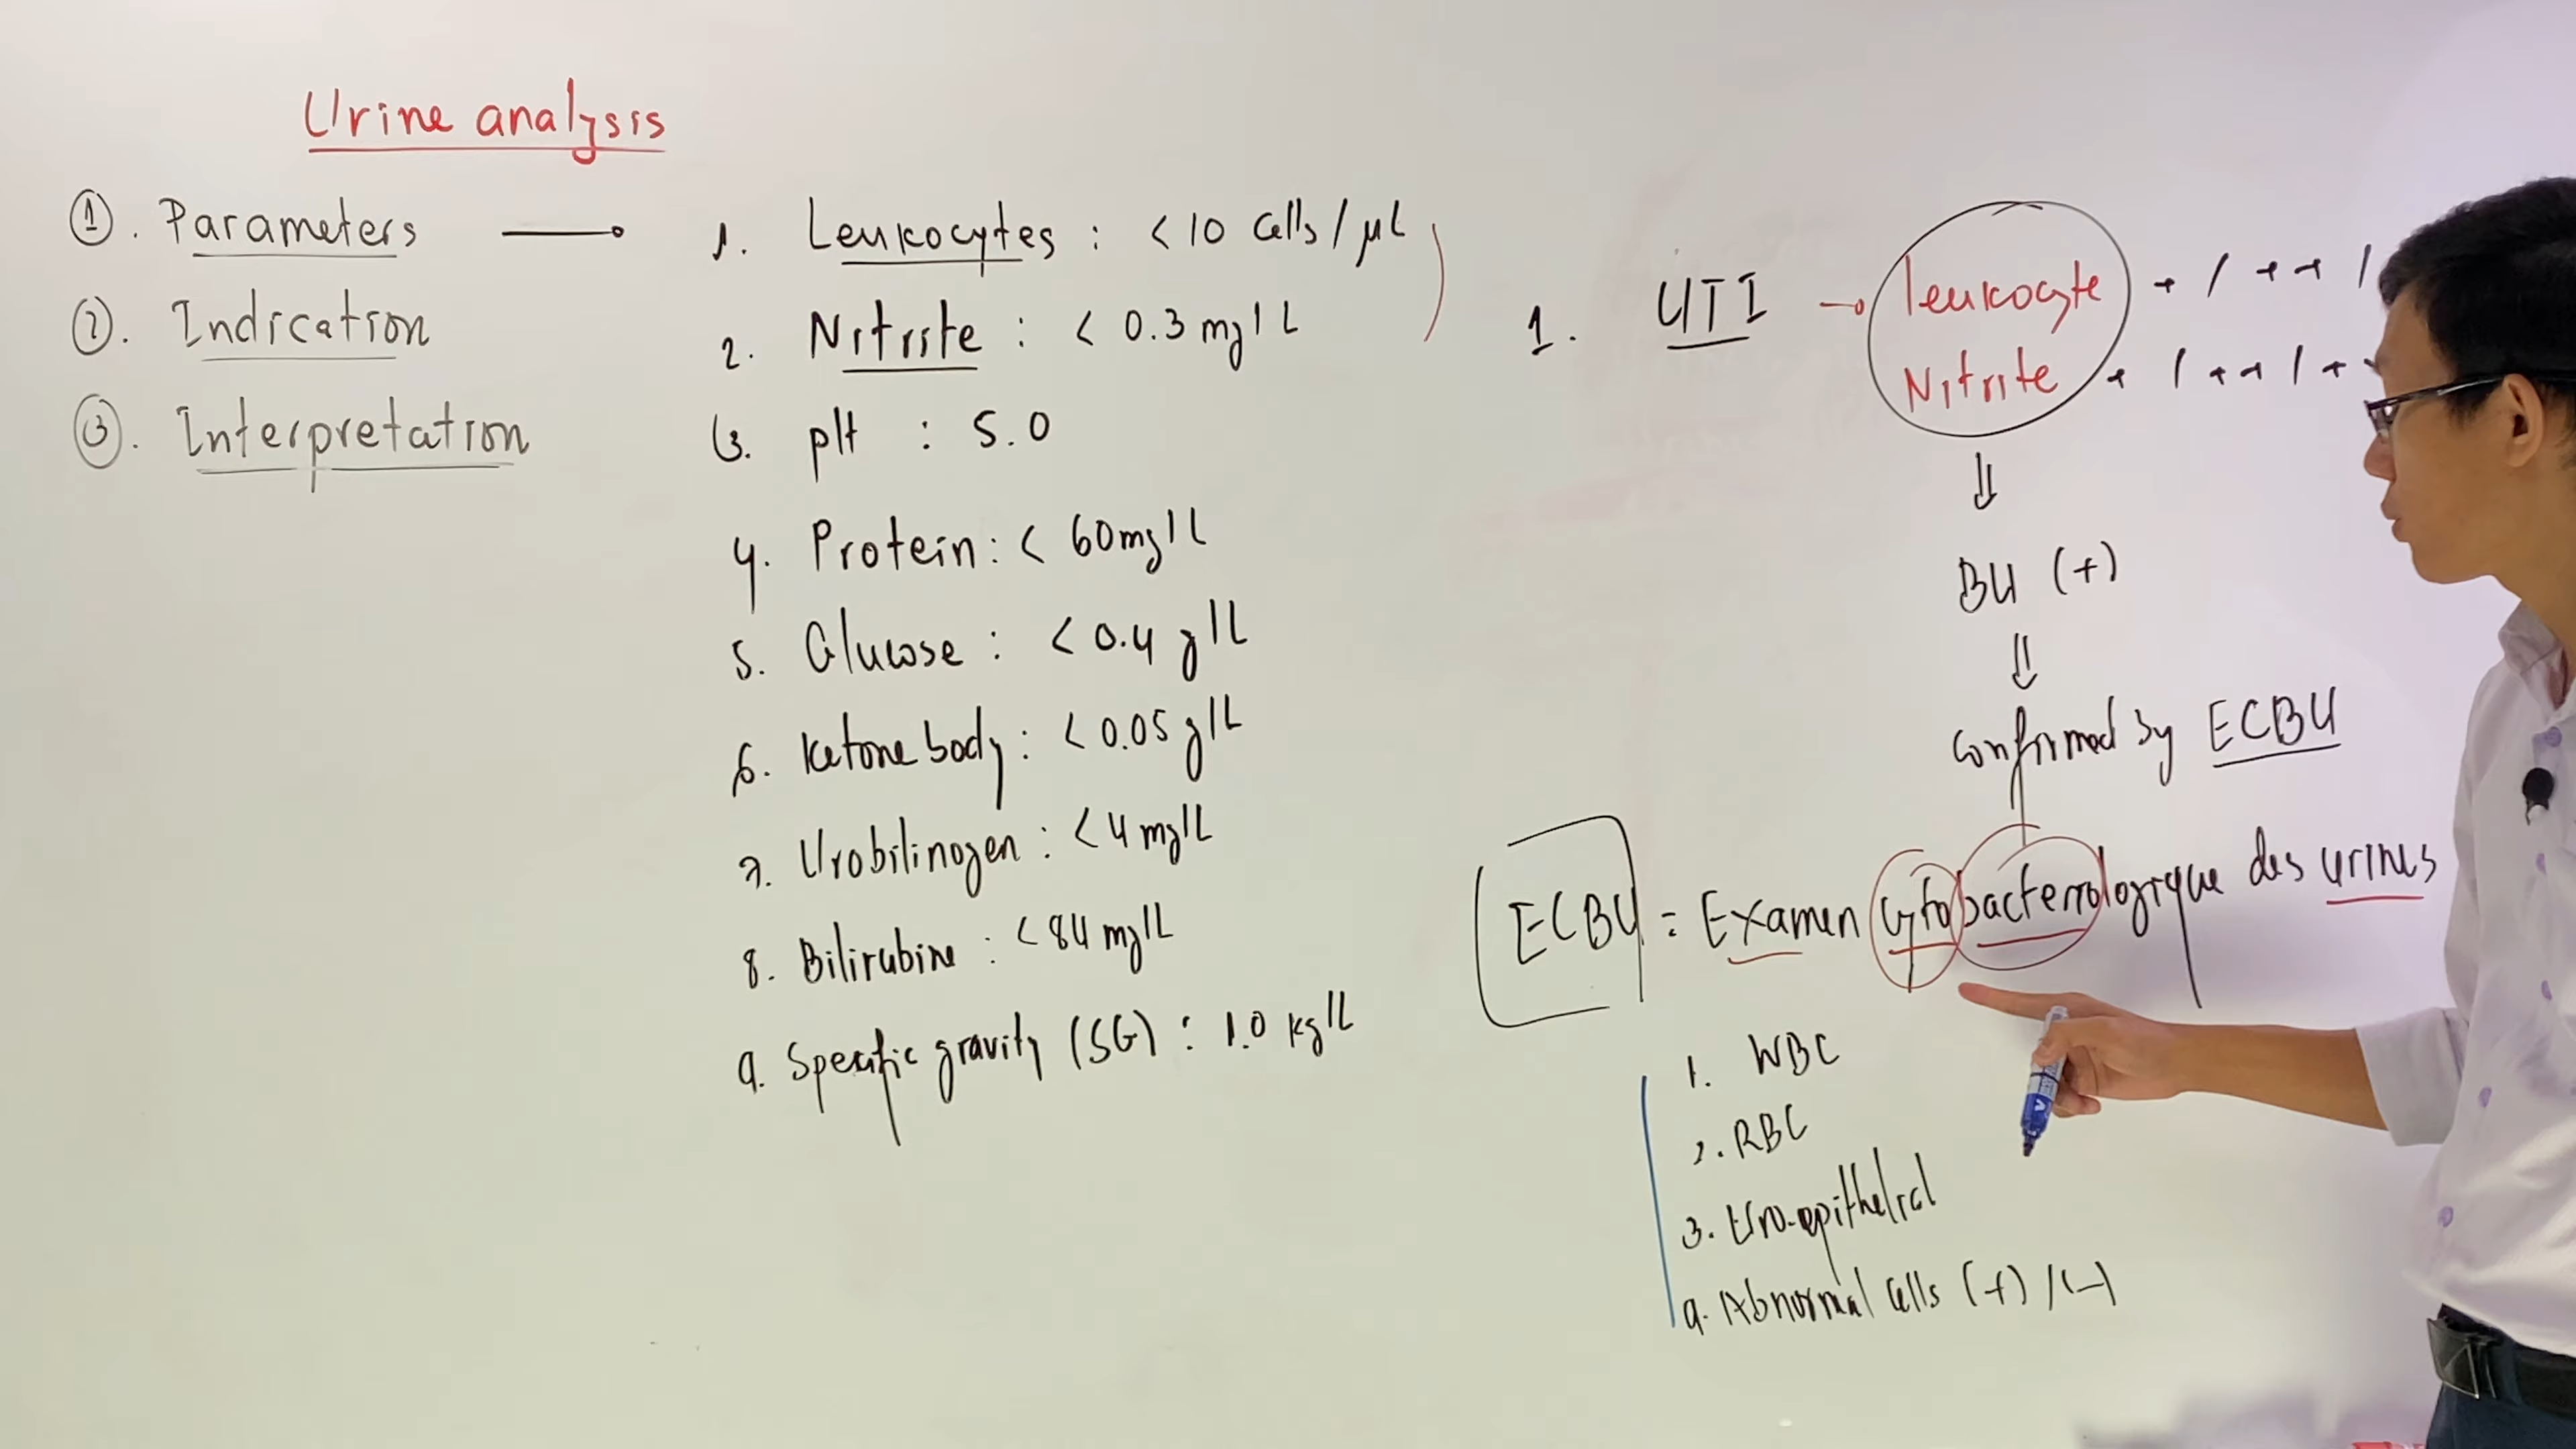 Urine analysis
1. Parameters
2. Indication
3. Interpretation
1. Leukocytes : < 10 cells/µL
2. Nitrite : < 0.3 mg/L
3. pH : 5.0
4. Protein : < 60 mg/L
5. Glucose : < 0.4 g/L
6. Ketone body : < 0.05 g/L
7. Urobilinogen : < 4 mg/L
8. Bilirubine : < 84 mg/L
9. Specific gravity (SG) : 1.0 kg/L
1. UTI → leukocyte + / ++ /
Nitrite + / ++ / +
⇓
BU (+)
⇓
Confirmed by ECBU
ECBU = Examen Cytobacteriologique des urines
1. WBC
2. RBC
3. Uro-epithelial
4. Abnormal cells (+) / (-)